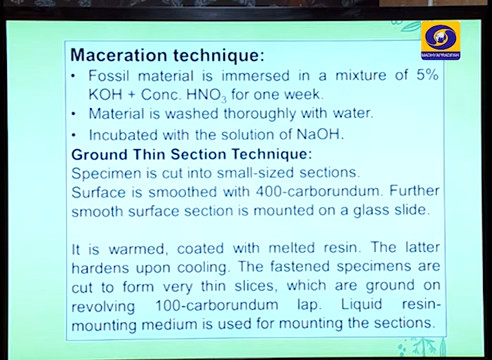 MADHYAPRADESH
Maceration technique:
• Fossil material is immersed in a mixture of 5%
KOH + Conc. HNO₃ for one week.
• Material is washed thoroughly with water.
• Incubated with the solution of NaOH.
Ground Thin Section Technique:
Specimen is cut into small-sized sections.
Surface is smoothed with 400-carborundum. Further
smooth surface section is mounted on a glass slide.
It is warmed, coated with melted resin. The latter
hardens upon cooling. The fastened specimens are
cut to form very thin slices, which are ground on
revolving 100-carborundum lap. Liquid resin-
mounting medium is used for mounting the sections.